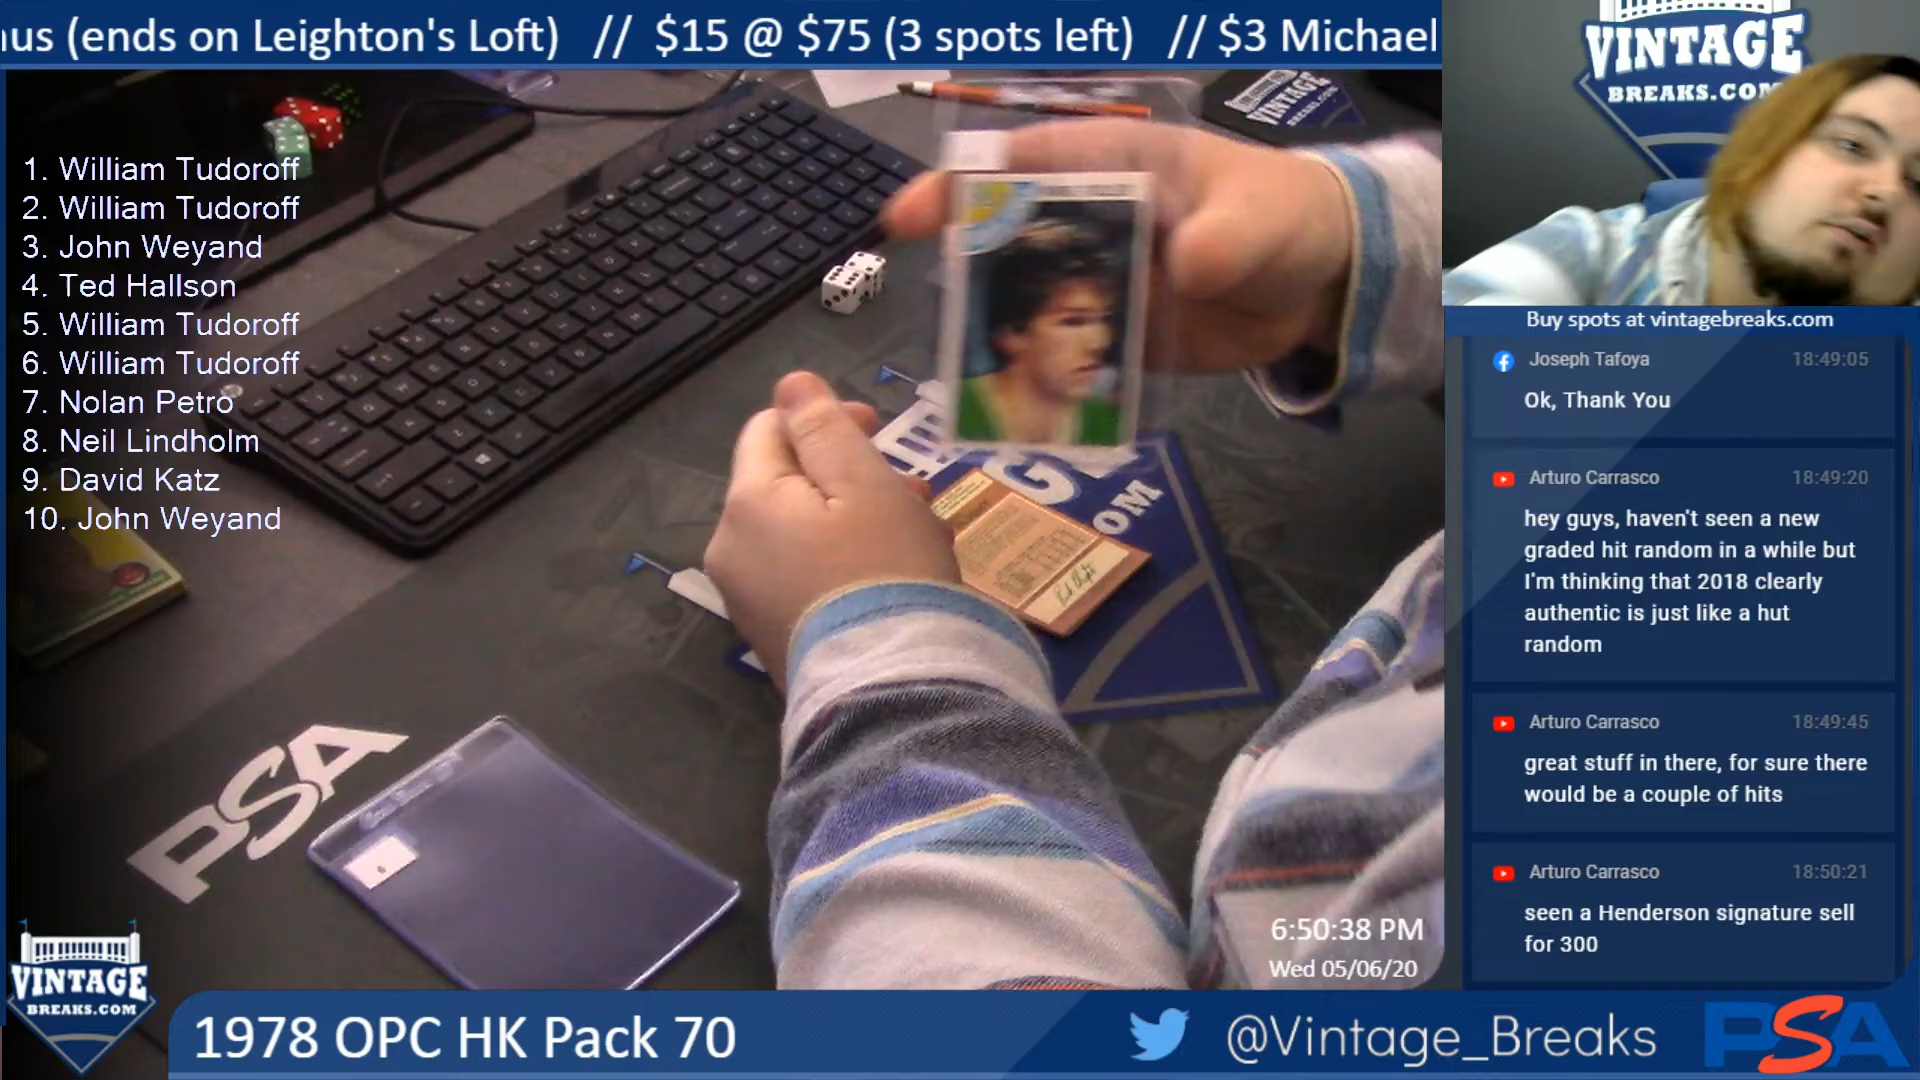 us (ends on Leighton's Loft) // $15 @ $75 (3 spots left) // $3 Michael
VINTAGE
BREAKS.COM
1. William Tudoroff
2. William Tudoroff
3. John Weyand
4. Ted Hallson
5. William Tudoroff
6. William Tudoroff
7. Nolan Petro
8. Neil Lindholm
9. David Katz
10. John Weyand
VINTAGE
BREAKS.COM
OM
PSA
Buy spots at vintagebreaks.com
Joseph Tafoya 18:49:05
Ok, Thank You
Arturo Carrasco 18:49:20
hey guys, haven't seen a new
graded hit random in a while but
I'm thinking that 2018 clearly
authentic is just like a hut
random
Arturo Carrasco 18:49:45
great stuff in there, for sure there
would be a couple of hits
Arturo Carrasco 18:50:21
seen a Henderson signature sell
for 300
6:50:38 PM
Wed 05/06/20
VINTAGE
BREAKS.COM
1978 OPC HK Pack 70
@Vintage_Breaks
PSA